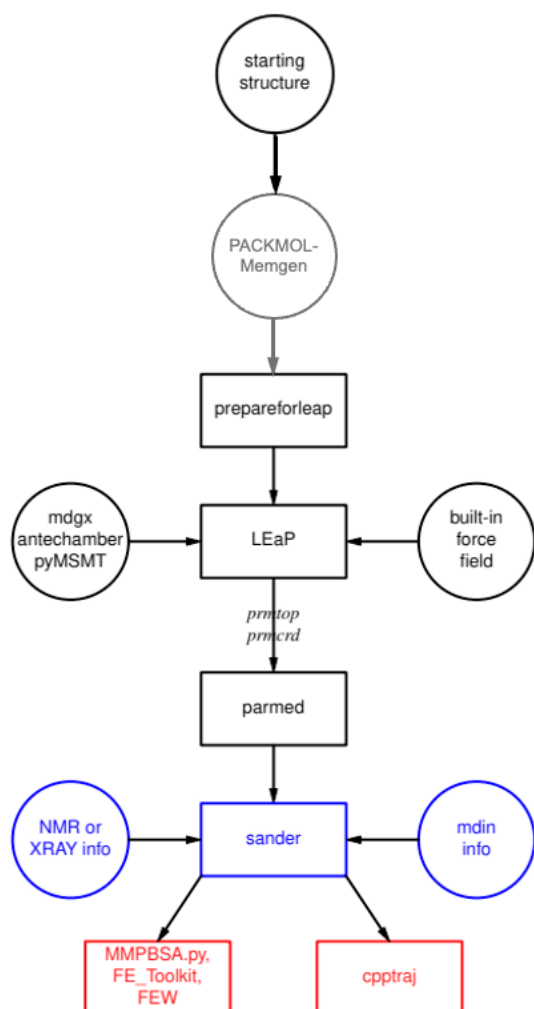 starting
structure
PACKMOL-
Memgen
prepareforleap
mdgx
antechamber
pyMSMT
LEaP
built-in
force
field
prmtop
prmcrd
parmed
NMR or
XRAY info
sander
mdin
info
MMPBSA.py,
FE_Toolkit,
FEW
cpptraj